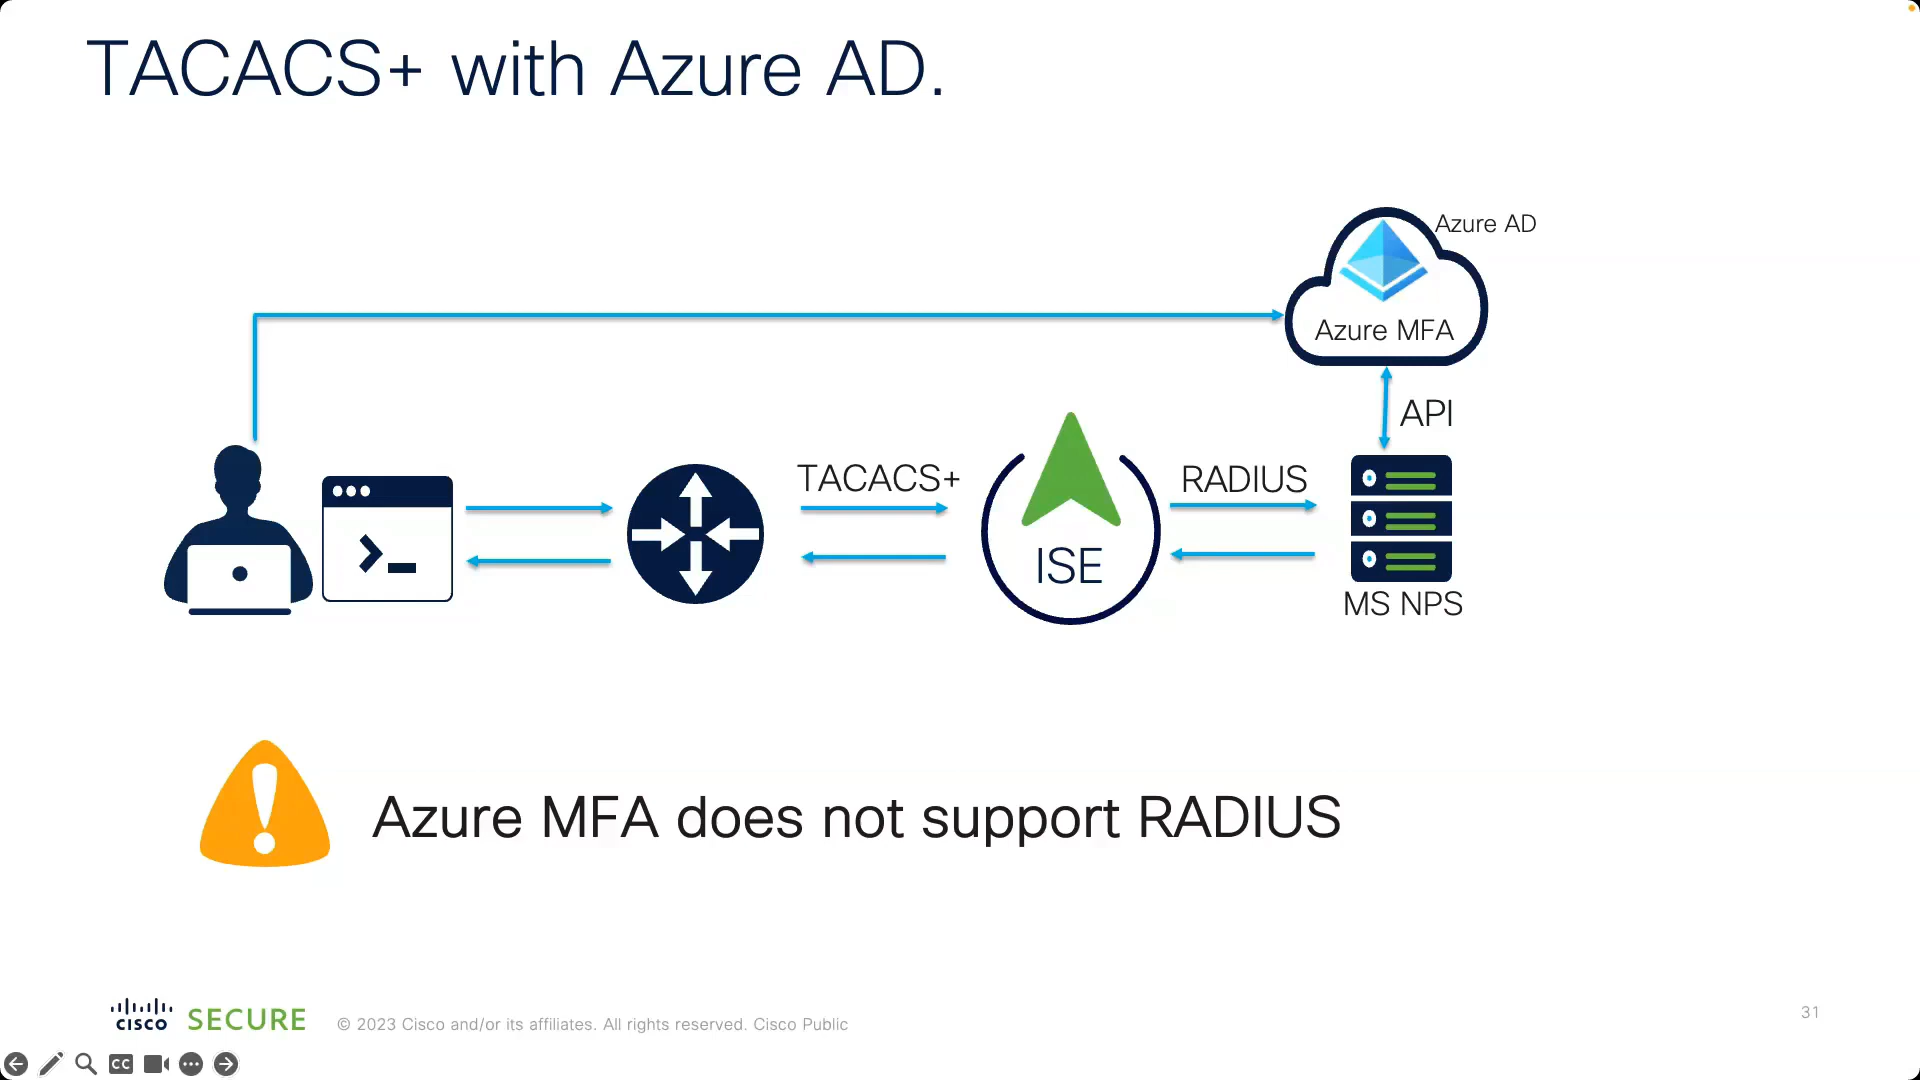 TACACS+ with Azure AD.
Azure AD
Azure MFA
API
TACACS+
RADIUS
ISE
MS NPS
Azure MFA does not support RADIUS
CISCO SECURE
© 2023 Cisco and/or its affiliates. All rights reserved. Cisco Public
31
CC